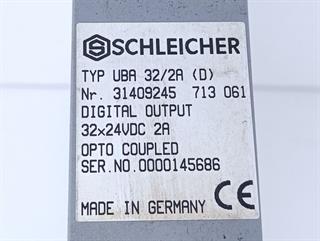 SCHLEICHER
TYP UBA 32/2A (D)
Nr. 31409245 713 061
DIGITAL OUTPUT
32x24VDC 2A
OPTO COUPLED
SER.NO.0000145686
MADE IN GERMANY CE